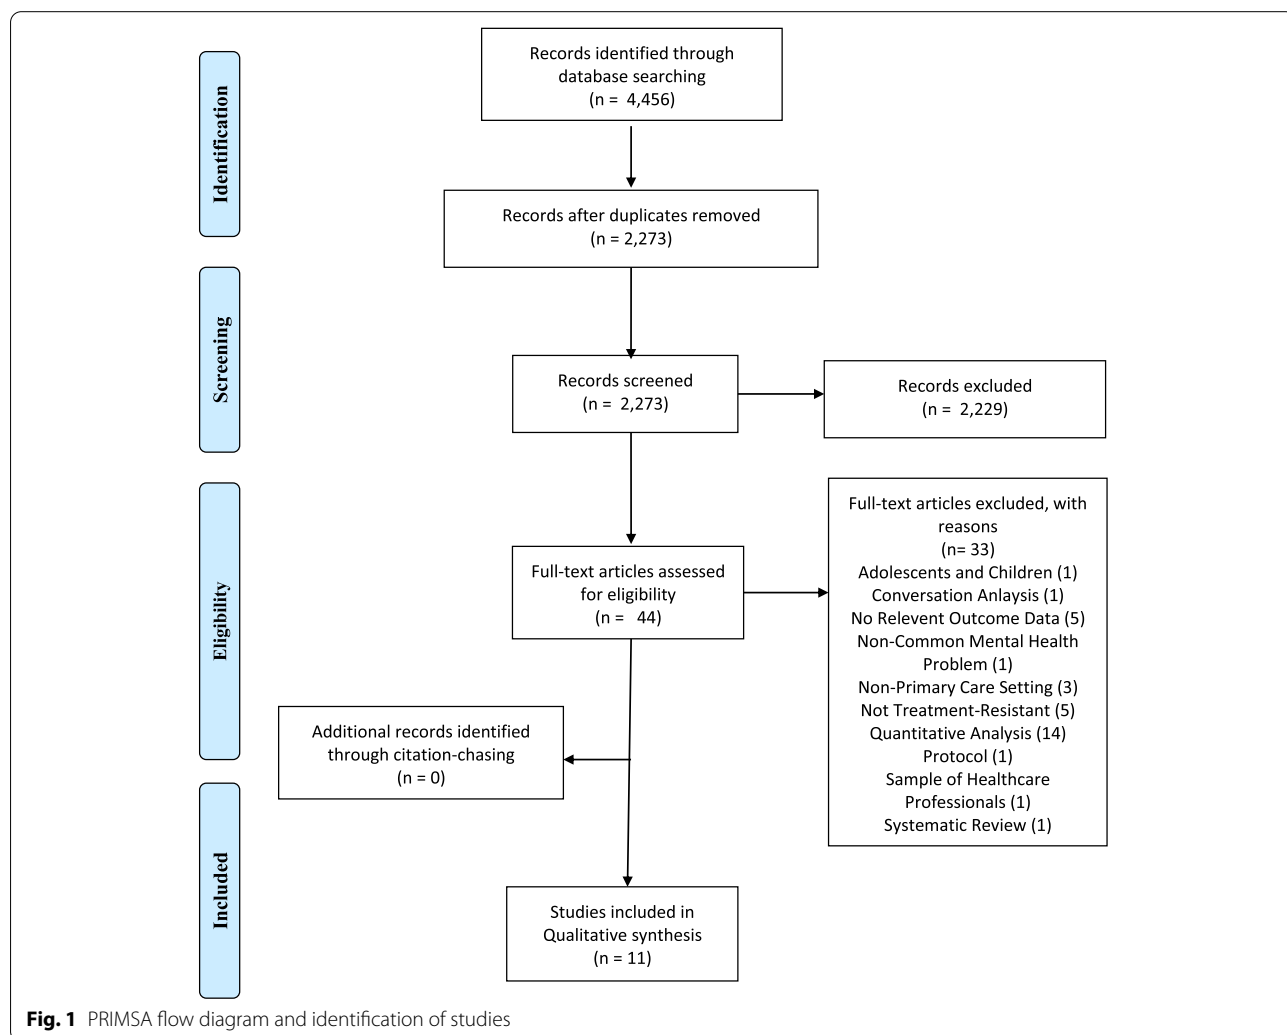 Identification
Records identified through
database searching
(n = 4,456)
Records after duplicates removed
(n = 2,273)
Screening
Records screened
(n = 2,273)
Records excluded
(n = 2,229)
Eligibility
Full-text articles assessed
for eligibility
(n = 44)
Full-text articles excluded, with
reasons
(n= 33)
Adolescents and Children (1)
Conversation Anlaysis (1)
No Relevent Outcome Data (5)
Non-Common Mental Health
Problem (1)
Non-Primary Care Setting (3)
Not Treatment-Resistant (5)
Quantitative Analysis (14)
Protocol (1)
Sample of Healthcare
Professionals (1)
Systematic Review (1)
Additional records identified
through citation-chasing
(n = 0)
Included
Studies included in
Qualitative synthesis
(n = 11)
Fig. 1 PRIMSA flow diagram and identification of studies